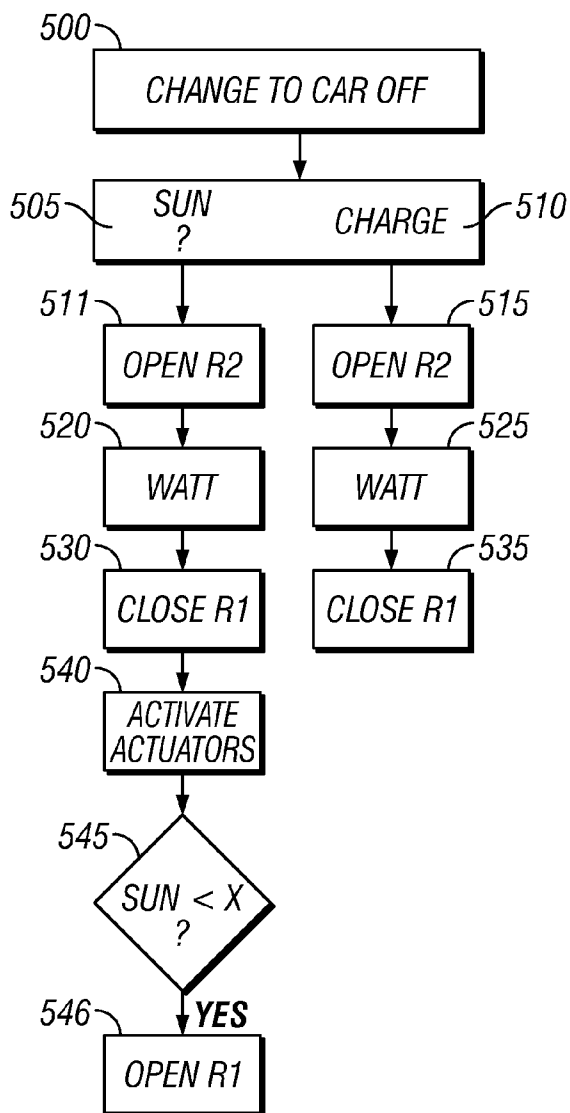 500
CHANGE TO CAR OFF
505
SUN
?
CHARGE
510
511
OPEN R2
515
OPEN R2
520
WATT
525
WATT
530
CLOSE R1
535
CLOSE R1
540
ACTIVATE
ACTUATORS
545
SUN < X
?
YES
546
OPEN R1